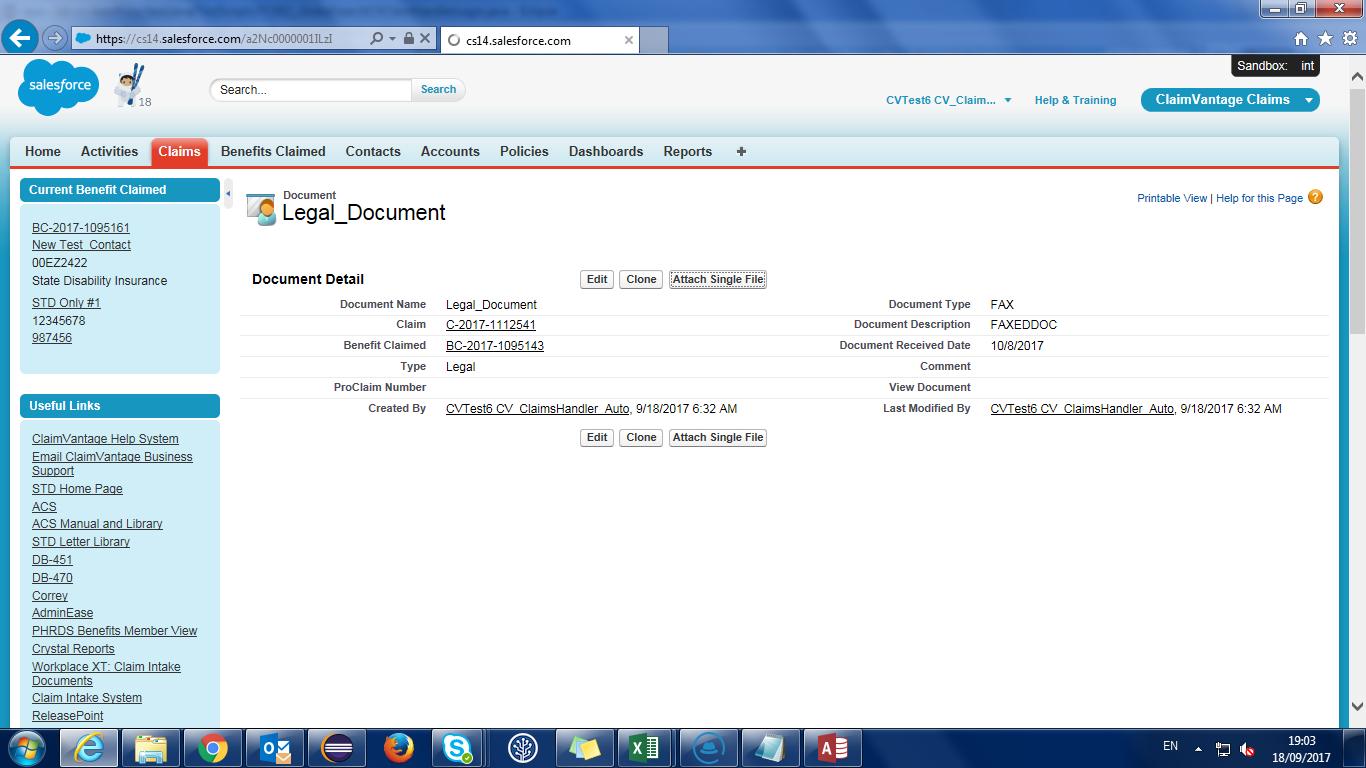 https://cs14.salesforce.com/a2Nc0000001ILzI
cs14.salesforce.com
Sandbox: int
salesforce
18
Search...
Search
CVTest6 CV_Claim...
Help & Training
ClaimVantage Claims
Home Activities Claims Benefits Claimed Contacts Accounts Policies Dashboards Reports +
Current Benefit Claimed
BC-2017-1095161
New Test_Contact
00EZ2422
State Disability Insurance
STD Only #1
12345678
987456
Useful Links
ClaimVantage Help System
Email ClaimVantage Business
Support
STD Home Page
ACS
ACS Manual and Library
STD Letter Library
DB-451
DB-470
Correy
AdminEase
PHRDS Benefits Member View
Crystal Reports
Workplace XT: Claim Intake
Documents
Claim Intake System
ReleasePoint
Document
Legal_Document
Printable View | Help for this Page ?
Document Detail
Edit Clone Attach Single File
Document Name Legal_Document Document Type FAX
Claim C-2017-1112541 Document Description FAXEDDOC
Benefit Claimed BC-2017-1095143 Document Received Date 10/8/2017
Type Legal Comment
ProClaim Number View Document
Created By CVTest6 CV_ClaimsHandler_Auto, 9/18/2017 6:32 AM Last Modified By CVTest6 CV_ClaimsHandler_Auto, 9/18/2017 6:32 AM
Edit Clone Attach Single File
EN
19:03
18/09/2017